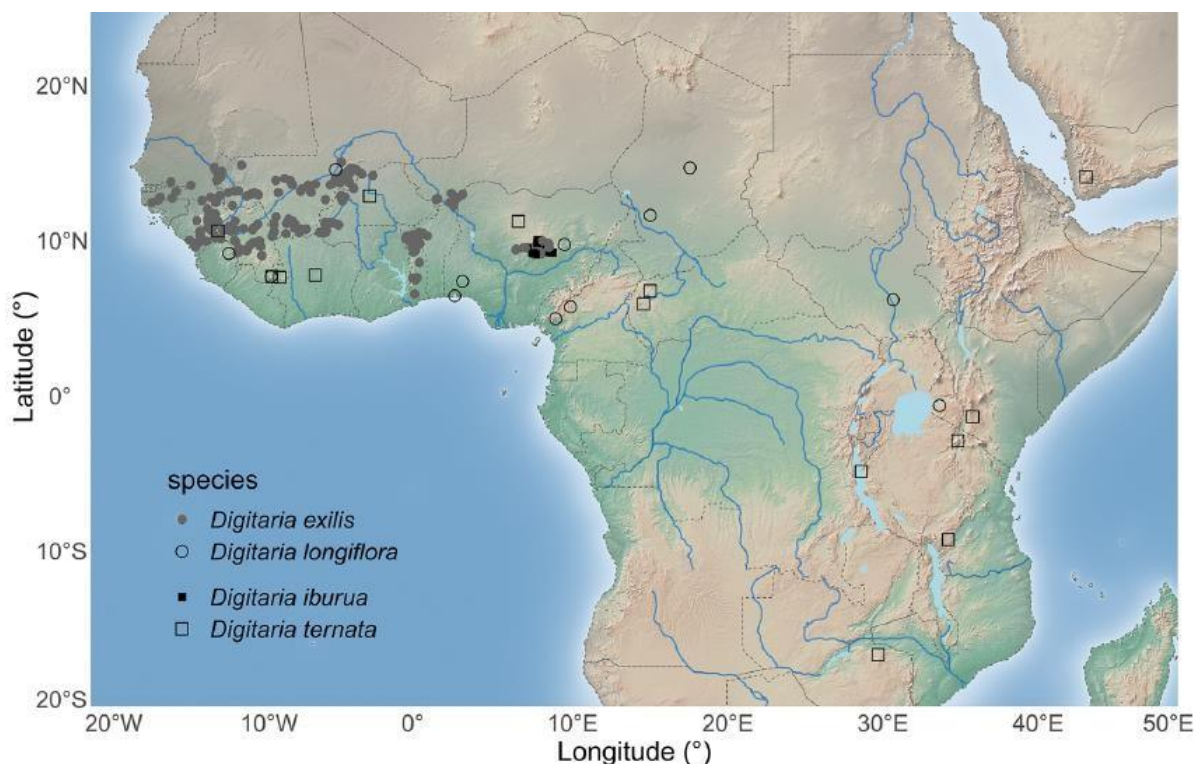 20°N
10°N
0°
10°S
20°S
Latitude (°)
species
Digitaria exilis
Digitaria longiflora
Digitaria iburua
Digitaria ternata
20°W 10°W 0° 10°E 20°E 30°E 40°E 50°E
Longitude (°)